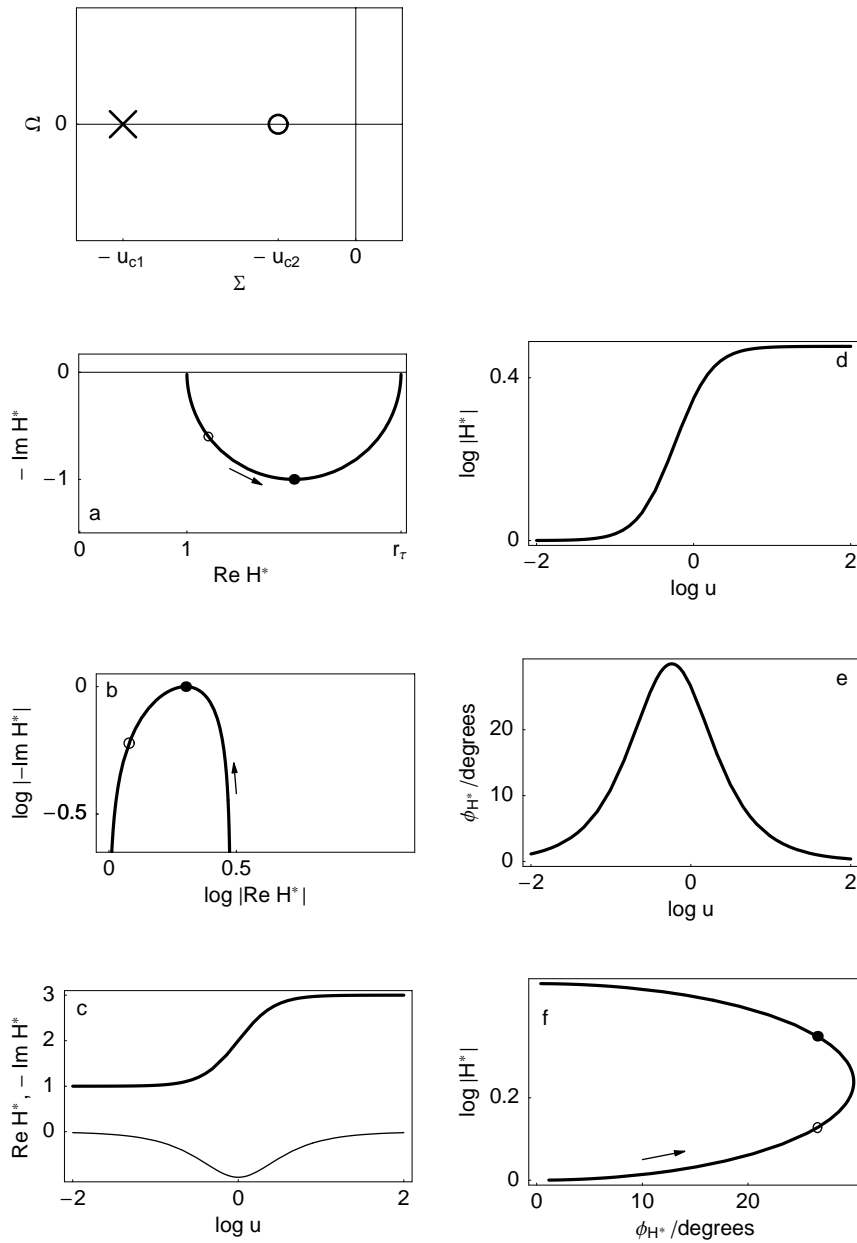 Ω
0
− u_c1
− u_c2
0
Σ
− Im H*
0
−1
a
0
1
r_τ
Re H*
log |H*|
0.4
0
d
−2
0
2
log u
log |−Im H*|
0
−0.5
b
0
0.5
log |Re H*|
ϕ_H* /degrees
20
10
0
e
−2
0
2
log u
Re H* , − Im H*
3
2
1
0
c
−2
0
2
log u
log |H*|
0.2
0
f
0
10
20
ϕ_H* /degrees